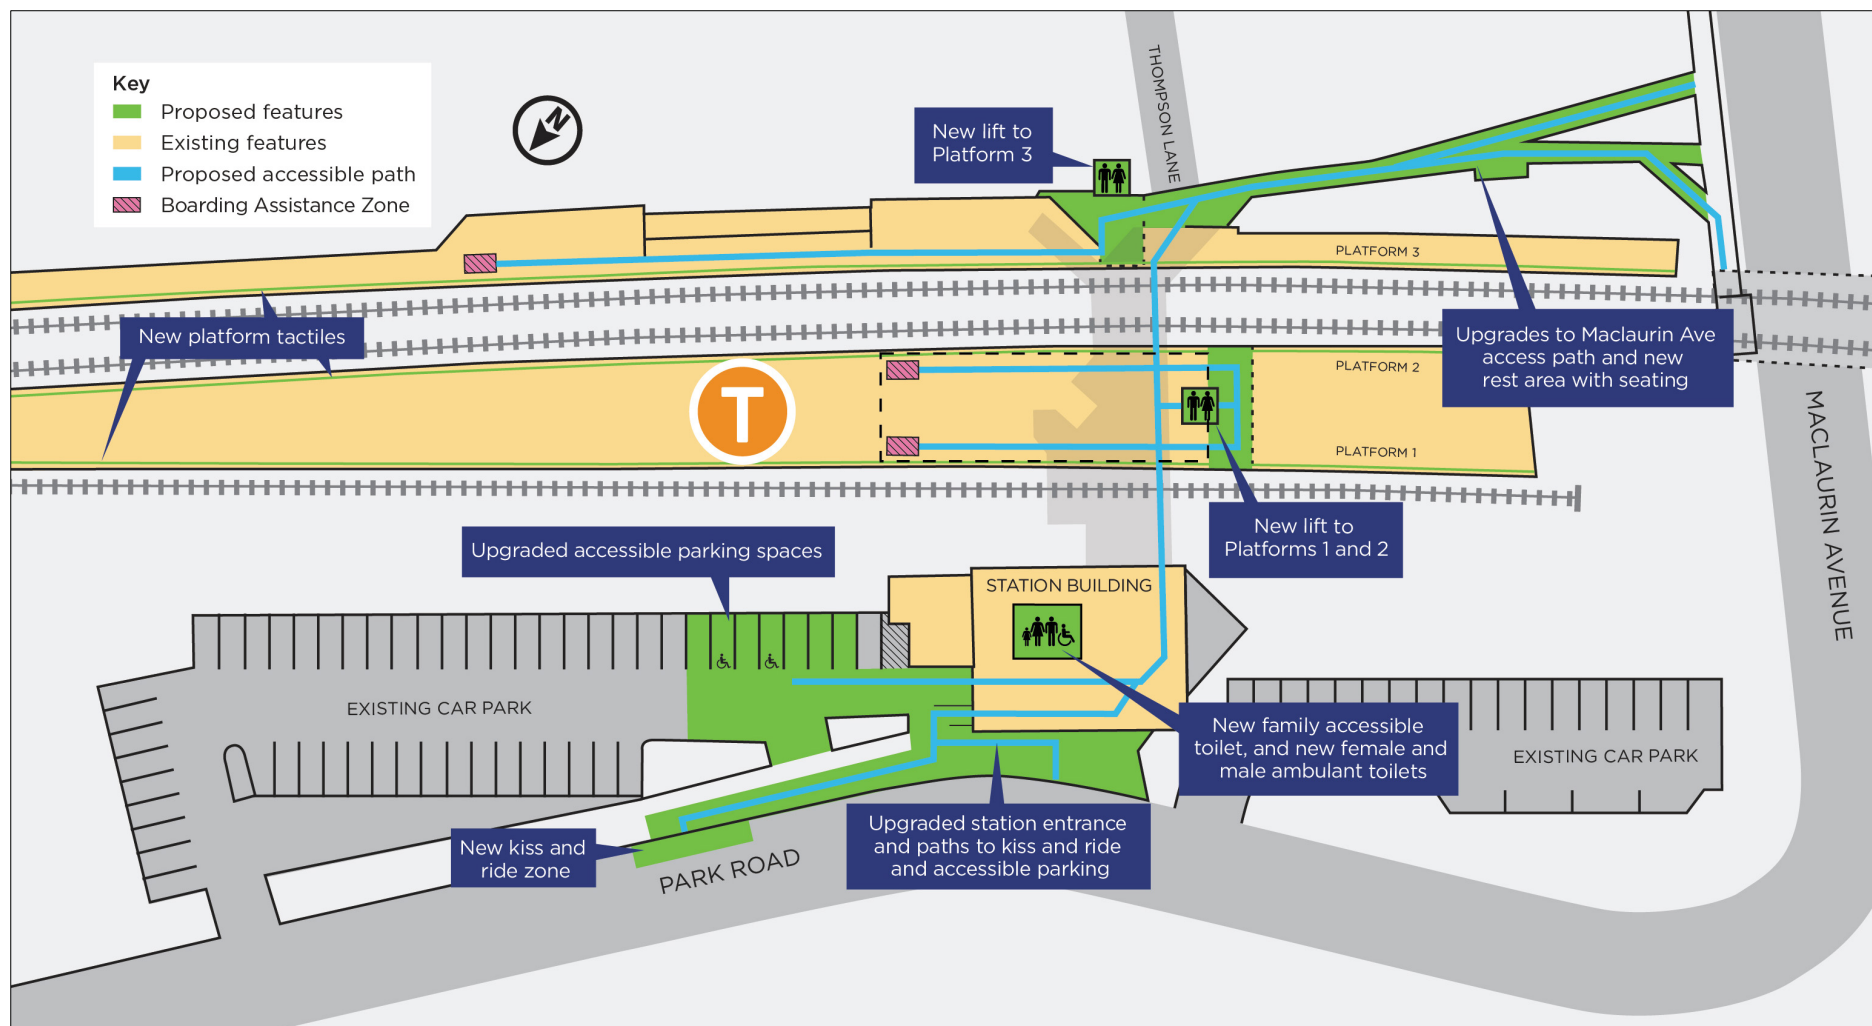 Key
Proposed features
Existing features
Proposed accessible path
Boarding Assistance Zone
N
New lift to
Platform 3
THOMPSON LANE
PLATFORM 3
New platform tactiles
T
PLATFORM 2
PLATFORM 1
Upgrades to Maclaurin Ave
access path and new
rest area with seating
MACLAURIN AVENUE
New lift to
Platforms 1 and 2
Upgraded accessible parking spaces
STATION BUILDING
EXISTING CAR PARK
New family accessible
toilet, and new female and
male ambulant toilets
EXISTING CAR PARK
New kiss and
ride zone
PARK ROAD
Upgraded station entrance
and paths to kiss and ride
and accessible parking